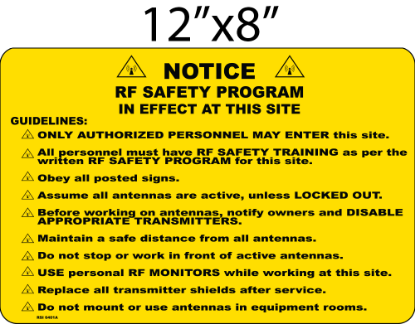 12”x8”
NOTICE
RF SAFETY PROGRAM
IN EFFECT AT THIS SITE
GUIDELINES:
ONLY AUTHORIZED PERSONNEL MAY ENTER this site.
All personnel must have RF SAFETY TRAINING as per the
written RF SAFETY PROGRAM for this site.
Obey all posted signs.
Assume all antennas are active, unless LOCKED OUT.
Before working on antennas, notify owners and DISABLE
APPROPRIATE TRANSMITTERS.
Maintain a safe distance from all antennas.
Do not stop or work in front of active antennas.
USE personal RF MONITORS while working at this site.
Replace all transmitter shields after service.
Do not mount or use antennas in equipment rooms.